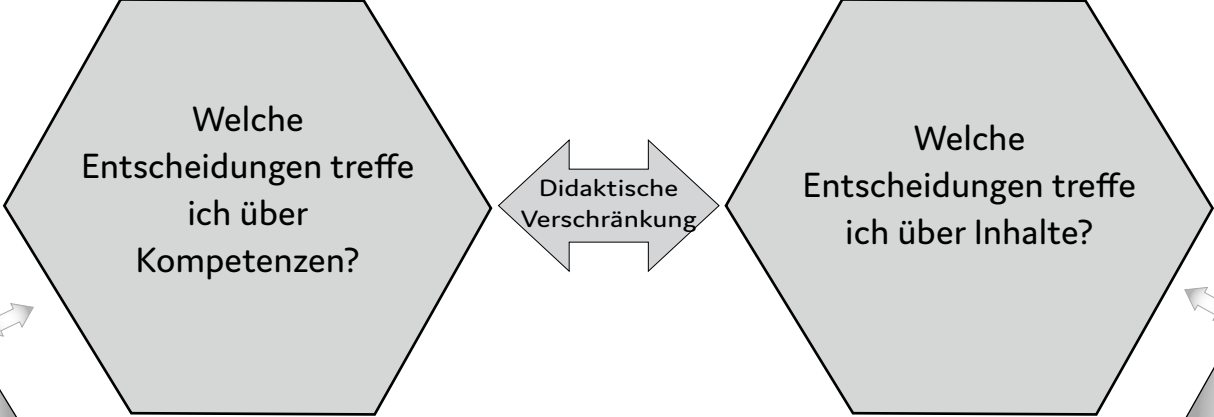 Welche
Entscheidungen treffe
ich über
Kompetenzen?
Didaktische
Verschränkung
Welche
Entscheidungen treffe
ich über Inhalte?